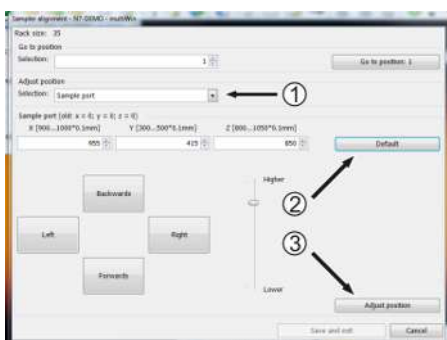 Sampler alignment - N7-DEMO - multiWin
Rack size: 35
Go to position
Selection: 1 Go to position: 1
Adjust position
Selection: Sample port ①
Sample port (old: x = 0; y = 0; z = 0)
X [900...1000*0.1mm] Y [300...500*0.1mm] Z [800...1050*0.1mm]
955 415 850 Default
Higher
Backwards
②
Left Right
③
Forwards
Lower
Adjust position
Save and exit Cancel